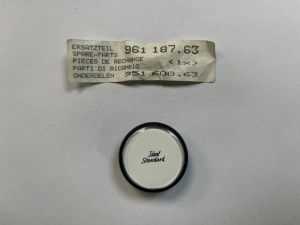 ERSATZTEIL 961 187.63
SPARE-PARTS
PIECES DE RECHANGE <1x>
PARTI DI RICAMBIO
ONDERDELEN 951 600.63
Ideal
Standard